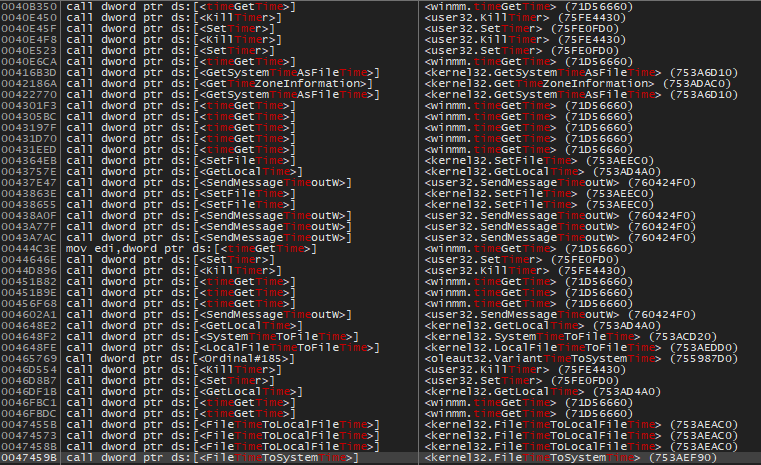 0040B350 call dword ptr ds:[<timeGetTime>] <winmm.timeGetTime> (71D56660)
0040E450 call dword ptr ds:[<KillTimer>] <user32.KillTimer> (75FE4430)
0040E45F call dword ptr ds:[<SetTimer>] <user32.SetTimer> (75FE0FD0)
0040E4F8 call dword ptr ds:[<KillTimer>] <user32.KillTimer> (75FE4430)
0040E523 call dword ptr ds:[<SetTimer>] <user32.SetTimer> (75FE0FD0)
0040E6CA call dword ptr ds:[<timeGetTime>] <winmm.timeGetTime> (71D56660)
00416B3D call dword ptr ds:[<GetSystemTimeAsFileTime>] <kernel32.GetSystemTimeAsFileTime> (753A6D10)
0042186A call dword ptr ds:[<GetTimeZoneInformation>] <kernel32.GetTimeZoneInformation> (753ADAC0)
00422770 call dword ptr ds:[<GetSystemTimeAsFileTime>] <kernel32.GetSystemTimeAsFileTime> (753A6D10)
004301F3 call dword ptr ds:[<timeGetTime>] <winmm.timeGetTime> (71D56660)
004305BC call dword ptr ds:[<timeGetTime>] <winmm.timeGetTime> (71D56660)
0043197F call dword ptr ds:[<timeGetTime>] <winmm.timeGetTime> (71D56660)
00431D70 call dword ptr ds:[<timeGetTime>] <winmm.timeGetTime> (71D56660)
00431EED call dword ptr ds:[<timeGetTime>] <winmm.timeGetTime> (71D56660)
004364EB call dword ptr ds:[<SetFileTime>] <kernel32.SetFileTime> (753AEEC0)
0043757E call dword ptr ds:[<GetLocalTime>] <kernel32.GetLocalTime> (753AD4A0)
00437E47 call dword ptr ds:[<SendMessageTimeoutW>] <user32.SendMessageTimeoutW> (760424F0)
0043863E call dword ptr ds:[<SetFileTime>] <kernel32.SetFileTime> (753AEEC0)
00438655 call dword ptr ds:[<SetFileTime>] <kernel32.SetFileTime> (753AEEC0)
00438A0F call dword ptr ds:[<SendMessageTimeoutW>] <user32.SendMessageTimeoutW> (760424F0)
0043A77F call dword ptr ds:[<SendMessageTimeoutW>] <user32.SendMessageTimeoutW> (760424F0)
0043A7AC call dword ptr ds:[<SendMessageTimeoutW>] <user32.SendMessageTimeoutW> (760424F0)
0044C43E mov edi,dword ptr ds:[<timeGetTime>] <winmm.timeGetTime> (71D56660)
0044646E call dword ptr ds:[<SetTimer>] <user32.SetTimer> (75FE0FD0)
0044D896 call dword ptr ds:[<KillTimer>] <user32.KillTimer> (75FE4430)
00451B82 call dword ptr ds:[<timeGetTime>] <winmm.timeGetTime> (71D56660)
00451B9E call dword ptr ds:[<timeGetTime>] <winmm.timeGetTime> (71D56660)
00456F68 call dword ptr ds:[<timeGetTime>] <winmm.timeGetTime> (71D56660)
004602A1 call dword ptr ds:[<SendMessageTimeoutW>] <user32.SendMessageTimeoutW> (760424F0)
004648E2 call dword ptr ds:[<GetLocalTime>] <kernel32.GetLocalTime> (753AD4A0)
004648F2 call dword ptr ds:[<SystemTimeToFileTime>] <kernel32.SystemTimeToFileTime> (753ACD20)
004648FE call dword ptr ds:[<LocalFileTimeToFileTime>] <kernel32.LocalFileTimeToFileTime> (753AEDD0)
00465769 call dword ptr ds:[<Ordinal#185>] <oleaut32.VariantTimeToSystemTime> (755987D0)
0046D554 call dword ptr ds:[<KillTimer>] <user32.KillTimer> (75FE4430)
0046D8B7 call dword ptr ds:[<SetTimer>] <user32.SetTimer> (75FE0FD0)
0046DF1B call dword ptr ds:[<GetLocalTime>] <kernel32.GetLocalTime> (753AD4A0)
0046FBC1 call dword ptr ds:[<timeGetTime>] <winmm.timeGetTime> (71D56660)
0046FBDC call dword ptr ds:[<timeGetTime>] <winmm.timeGetTime> (71D56660)
0047455B call dword ptr ds:[<FileTimeToLocalFileTime>] <kernel32.FileTimeToLocalFileTime> (753AEAC0)
00474573 call dword ptr ds:[<FileTimeToLocalFileTime>] <kernel32.FileTimeToLocalFileTime> (753AEAC0)
0047458B call dword ptr ds:[<FileTimeToLocalFileTime>] <kernel32.FileTimeToLocalFileTime> (753AEAC0)
0047459B call dword ptr ds:[<FileTimeToSystemTime>] <kernel32.FileTimeToSystemTime> (753AEF90)